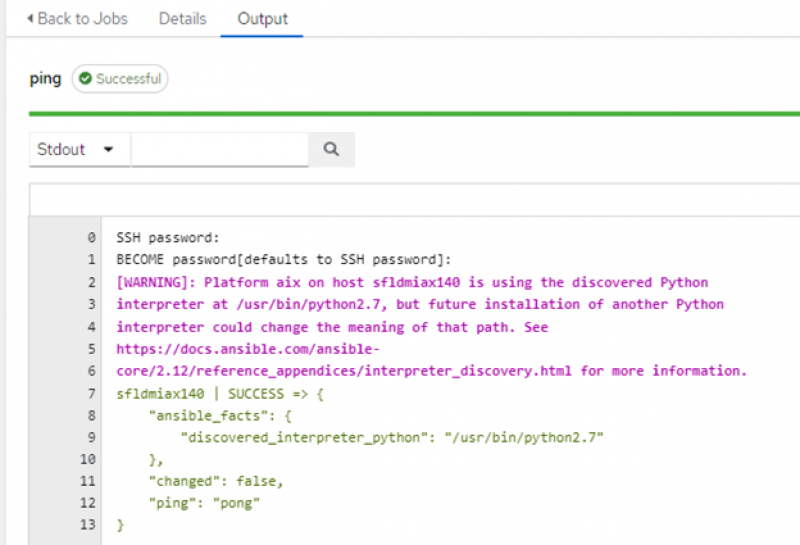 Back to Jobs Details Output
ping Successful
Stdout
0 SSH password:
1 BECOME password[defaults to SSH password]:
2 [WARNING]: Platform aix on host sfldmiax140 is using the discovered Python
3 interpreter at /usr/bin/python2.7, but future installation of another Python
4 interpreter could change the meaning of that path. See
5 https://docs.ansible.com/ansible-
6 core/2.12/reference_appendices/interpreter_discovery.html for more information.
7 sfldmiax140 | SUCCESS => {
8 "ansible_facts": {
9 "discovered_interpreter_python": "/usr/bin/python2.7"
10 },
11 "changed": false,
12 "ping": "pong"
13 }